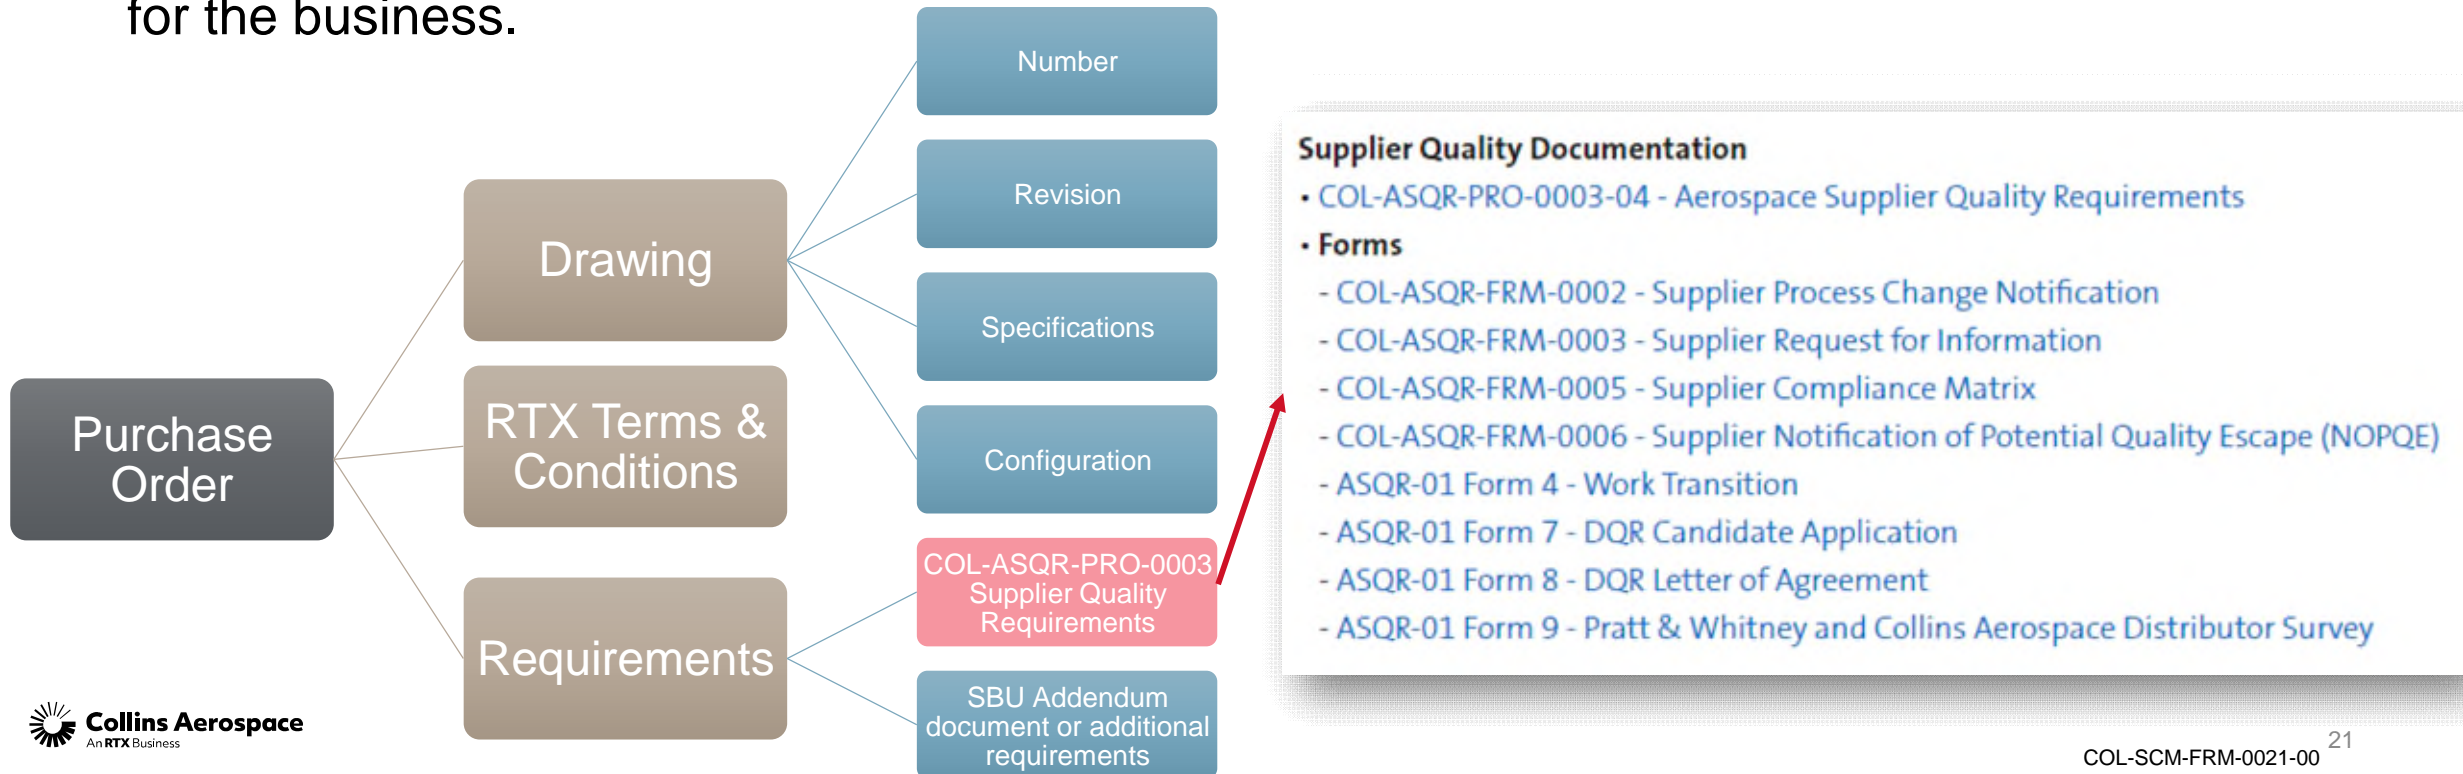 for the business.
Purchase
Order
Drawing
RTX Terms &
Conditions
Requirements
Number
Revision
Specifications
Configuration
COL-ASQR-PRO-0003
Supplier Quality
Requirements
SBU Addendum
document or additional
requirements
Supplier Quality Documentation
• COL-ASQR-PRO-0003-04 - Aerospace Supplier Quality Requirements
• Forms
- COL-ASQR-FRM-0002 - Supplier Process Change Notification
- COL-ASQR-FRM-0003 - Supplier Request for Information
- COL-ASQR-FRM-0005 - Supplier Compliance Matrix
- COL-ASQR-FRM-0006 - Supplier Notification of Potential Quality Escape (NOPQE)
- ASQR-01 Form 4 - Work Transition
- ASQR-01 Form 7 - DQR Candidate Application
- ASQR-01 Form 8 - DQR Letter of Agreement
- ASQR-01 Form 9 - Pratt & Whitney and Collins Aerospace Distributor Survey
Collins Aerospace
An RTX Business
COL-SCM-FRM-0021-00
21